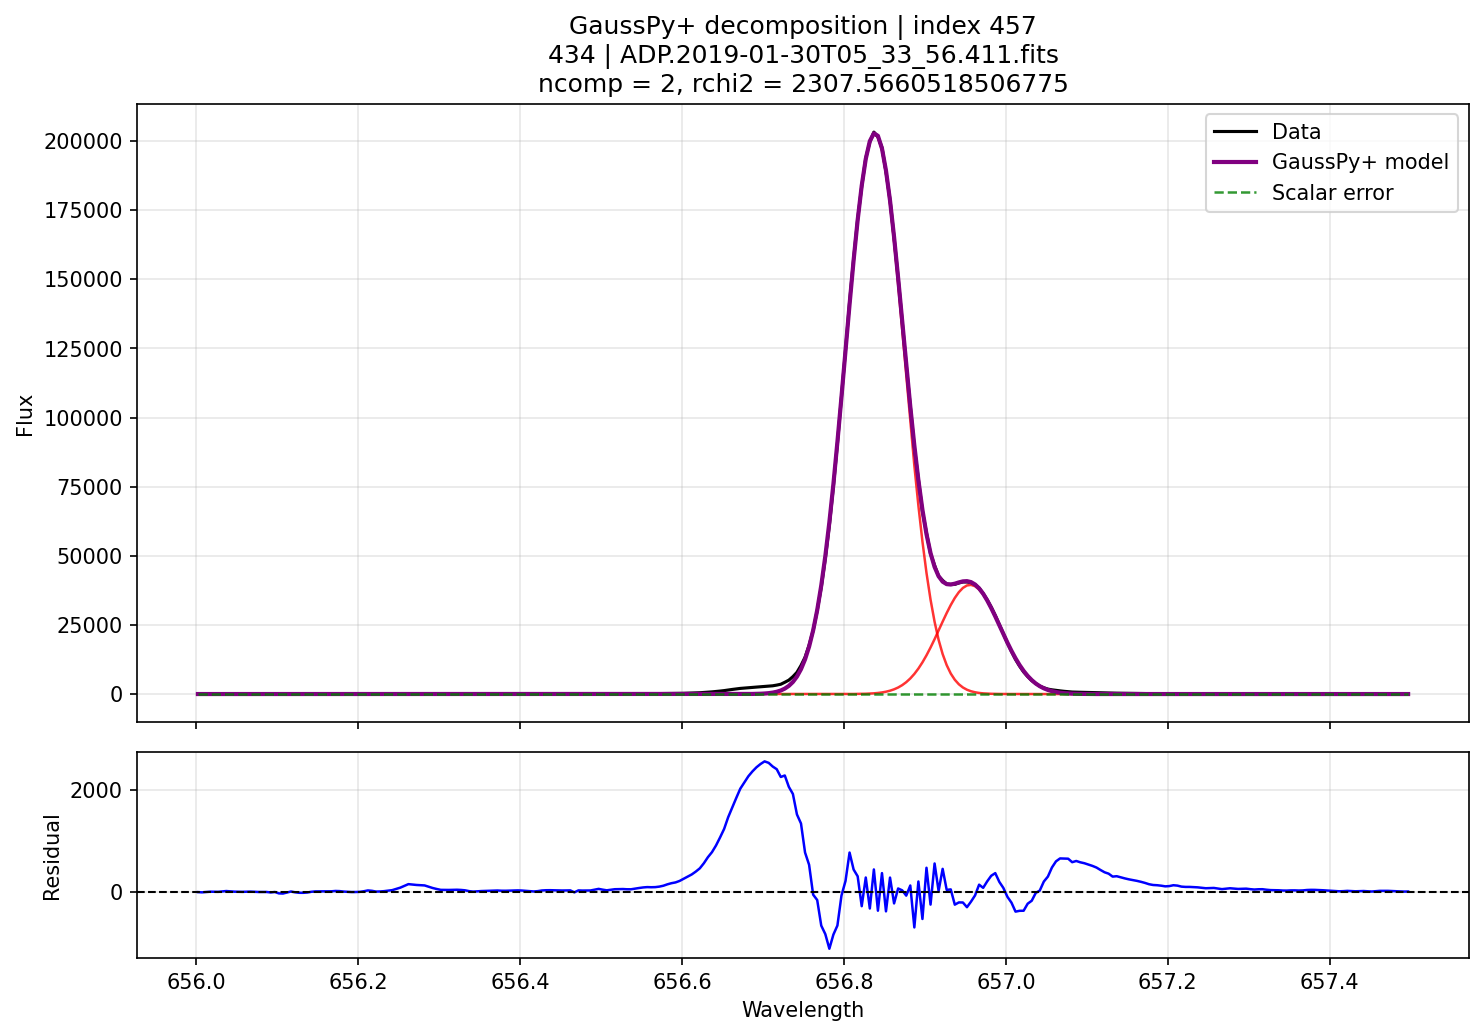 GaussPy+ decomposition | index 457
434 | ADP.2019-01-30T05_33_56.411.fits
ncomp = 2, rchi2 = 2307.5660518506775
Data
GaussPy+ model
Scalar error
Flux
200000
175000
150000
125000
100000
75000
50000
25000
0
Residual
2000
0
656.0 656.2 656.4 656.6 656.8 657.0 657.2 657.4
Wavelength